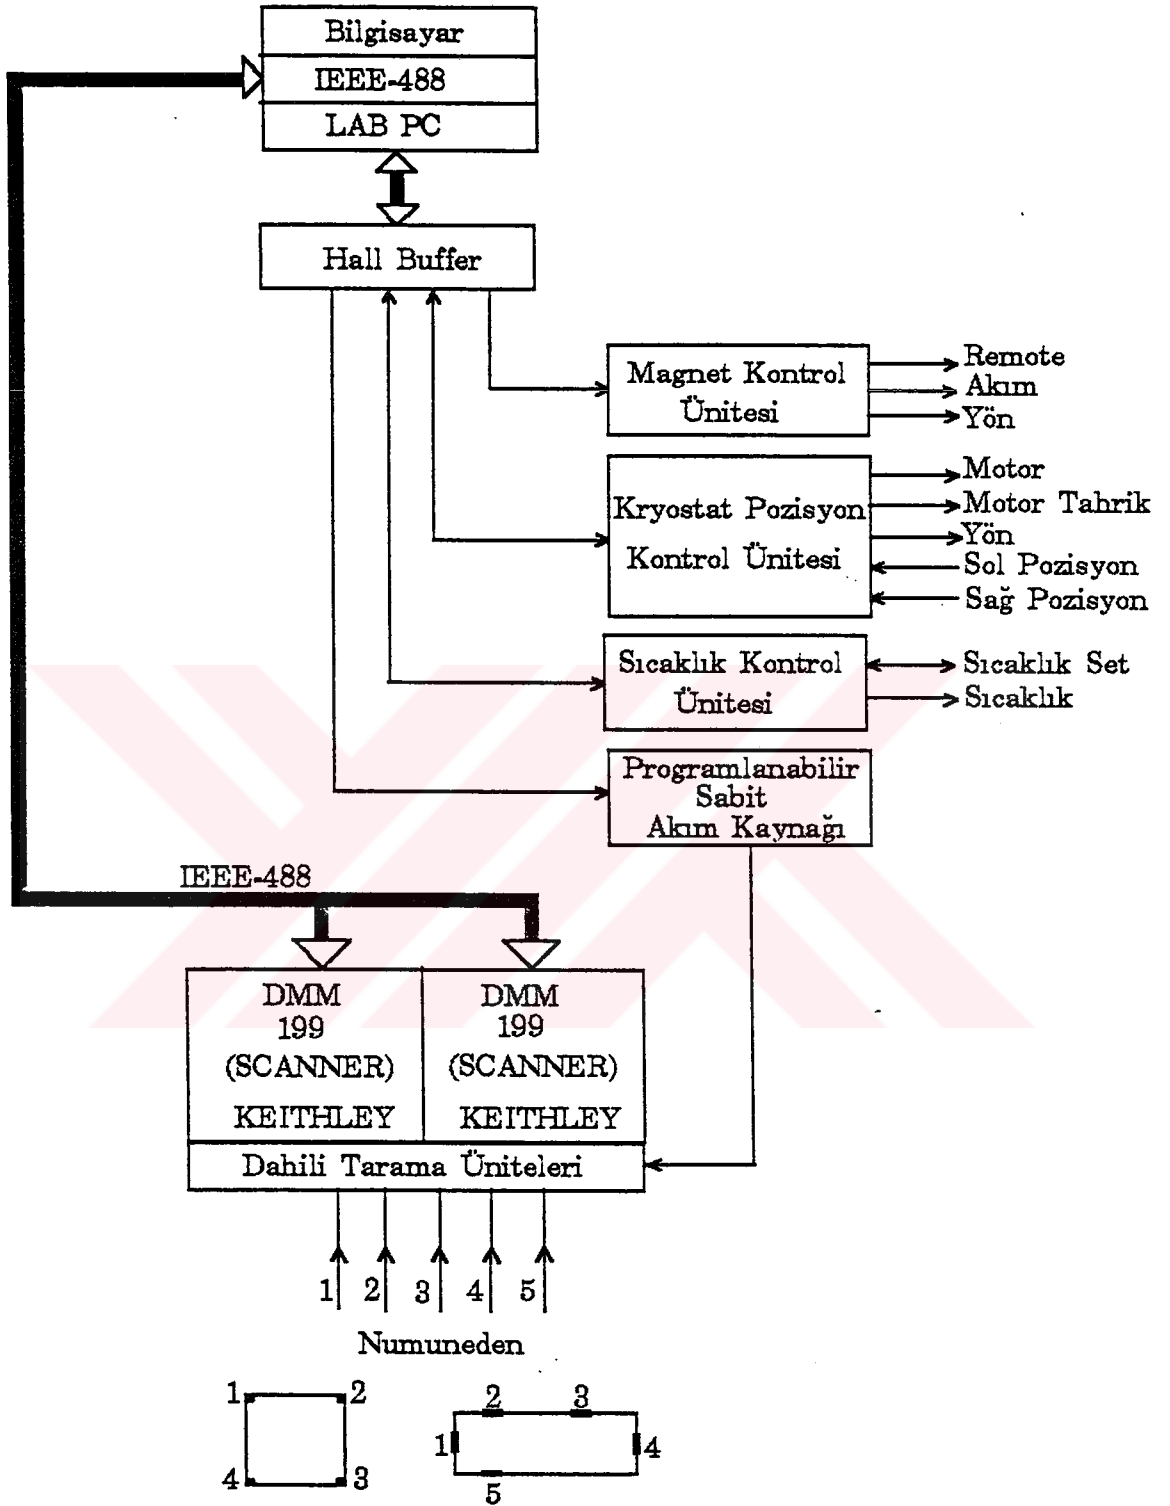 Bilgisayar
IEEE-488
LAB PC
Hall Buffer
Magnet Kontrol
Ünitesi
Remote
Akım
Yön
Kryostat Pozisyon
Kontrol Ünitesi
Motor
Motor Tahrik
Yön
Sol Pozisyon
Sağ Pozisyon
Sıcaklık Kontrol
Ünitesi
Sıcaklık Set
Sıcaklık
Programlanabilir
Sabit
Akım Kaynağı
IEEE-488
DMM
199
(SCANNER)
KEITHLEY
DMM
199
(SCANNER)
KEITHLEY
Dahili Tarama Üniteleri
1 2 3 4 5
Numuneden
1 2
4 3
2 3
1 4
5